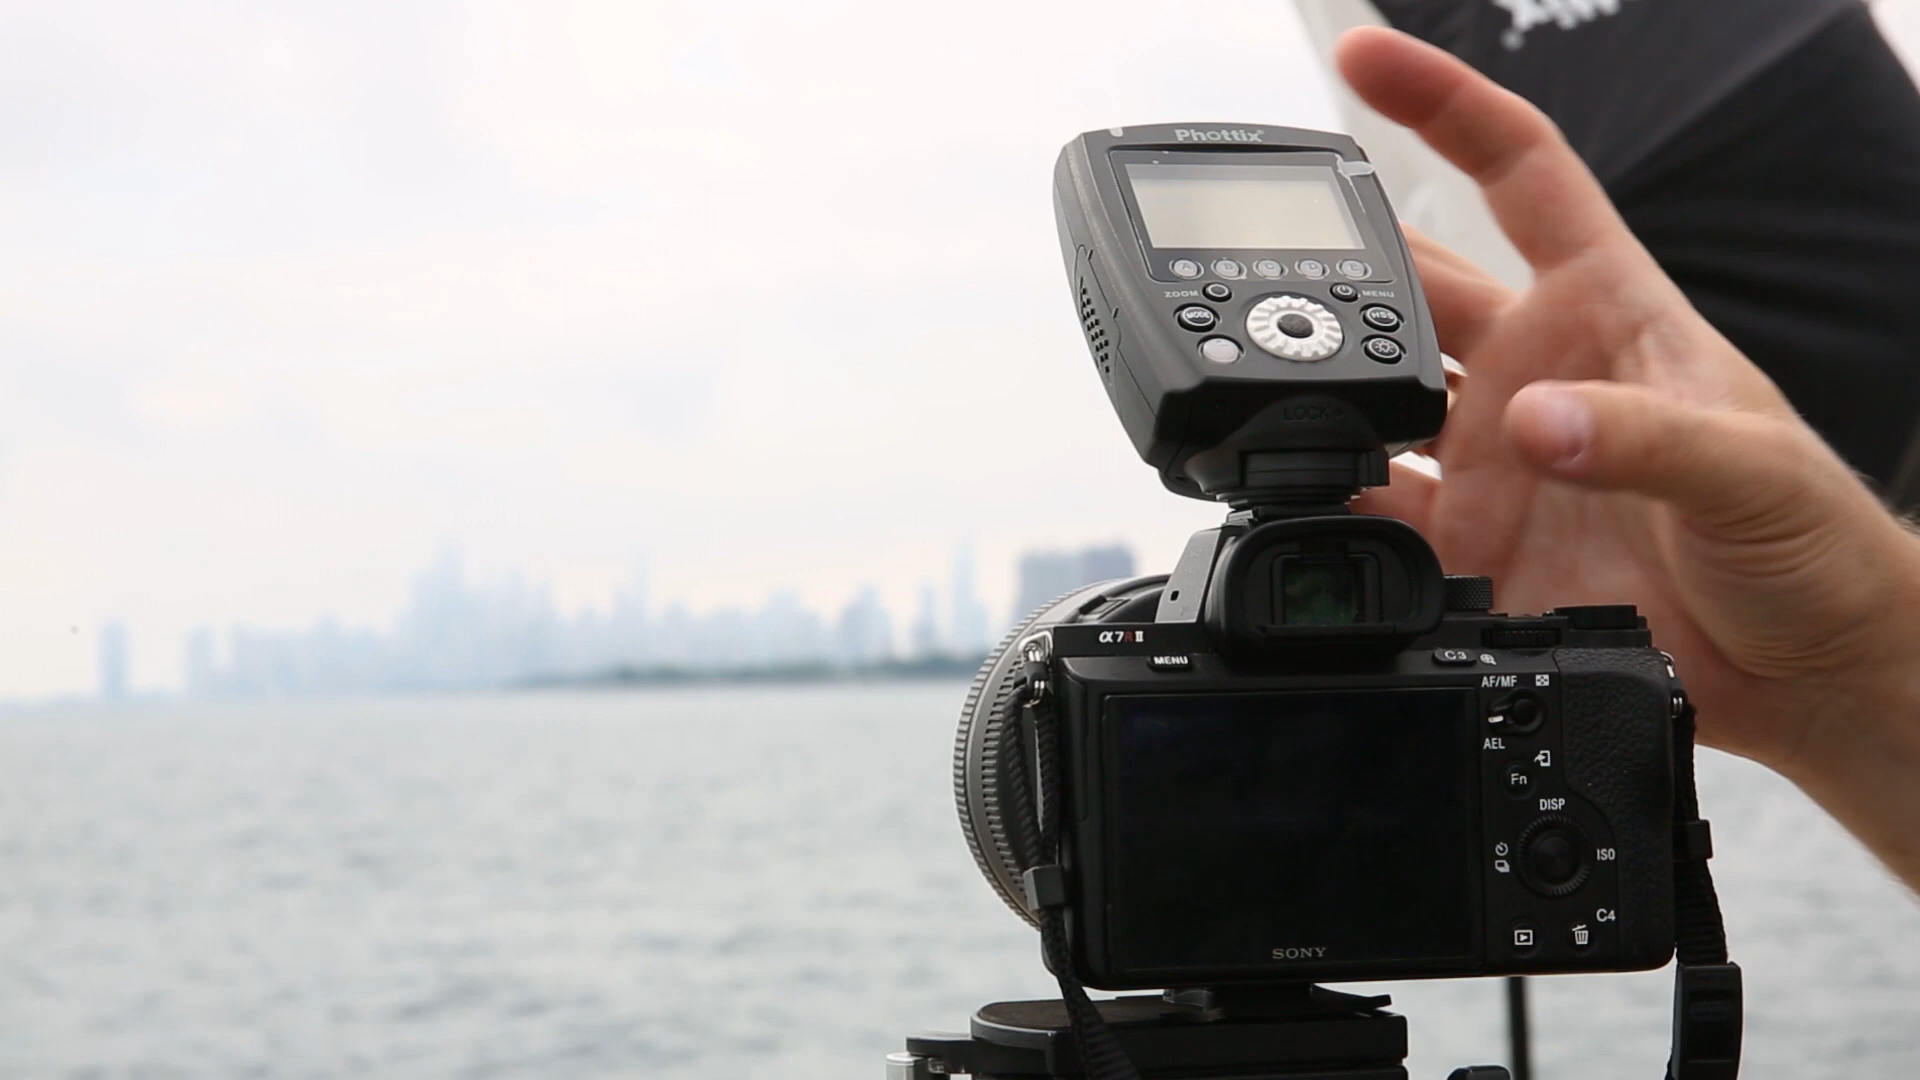 Phottix
A B C D E
ZOOM MENU
MODE HSS
LOCK
α7RII
MENU
C3
AF/MF
AEL
Fn
DISP
ISO
C4
SONY